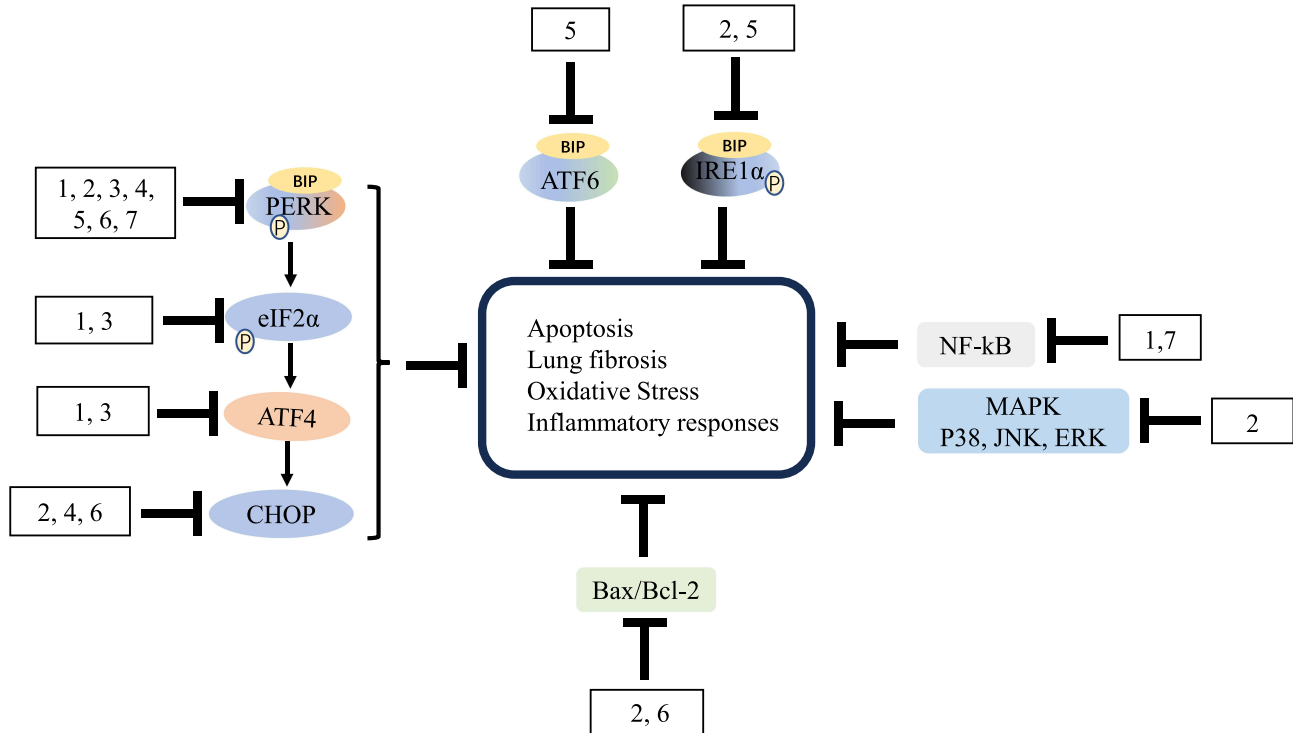 5
2, 5
BIP
ATF6
BIP
IRE1α
P
1, 2, 3, 4,
5, 6, 7
BIP
PERK
P
1, 3
eIF2α
P
1, 3
ATF4
2, 4, 6
CHOP
Apoptosis
Lung fibrosis
Oxidative Stress
Inflammatory responses
NF-kB
1,7
MAPK
P38, JNK, ERK
2
Bax/Bcl-2
2, 6